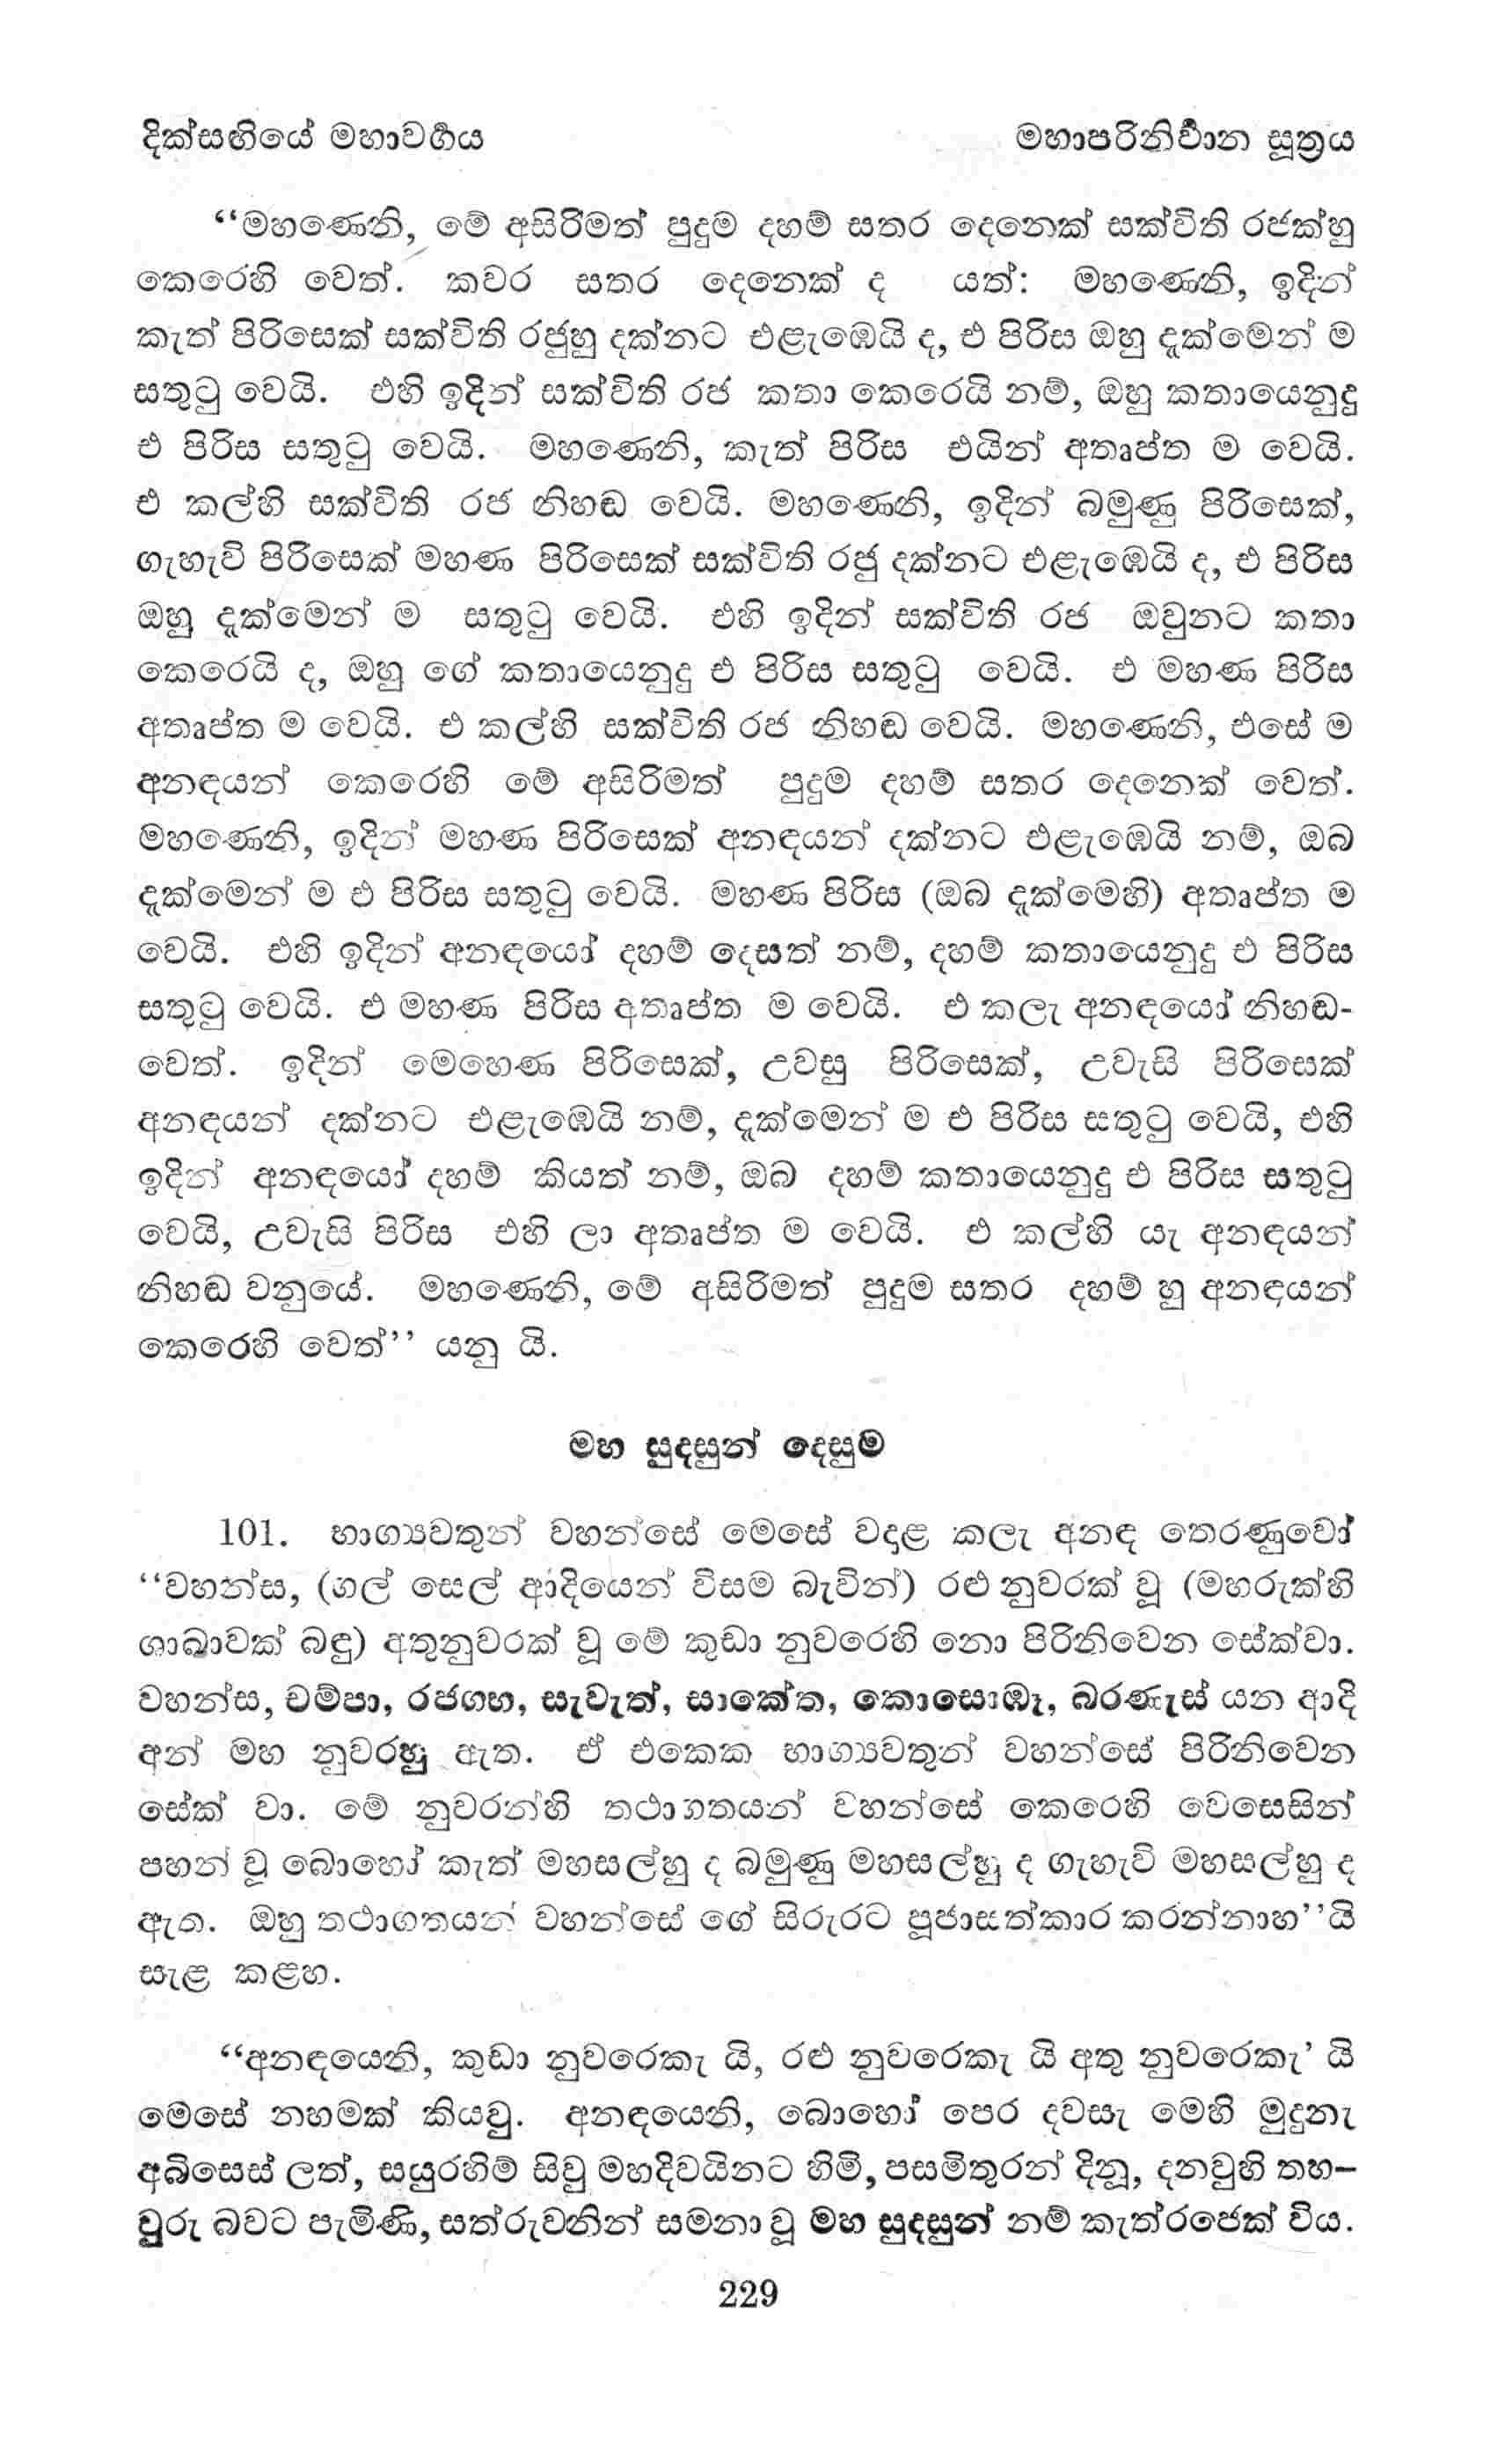 දික්සඟියේ මහාවර්‍ගය මහාපරිනිර්‍වාන සූත්‍රය
“මහණෙනි, මේ අසිරිමත් පුදුම දහම් සතර දෙනෙක් සක්විති රජක්හු
කෙරෙහි වෙත්. කවර සතර දෙනෙක් ද යත්: මහණෙනි, ඉදින්
කැත් පිරිසෙක් සක්විති රජුහු දක්නට එළැඹෙයි ද, එ පිරිස ඔහු දැක්මෙන් ම
සතුටු වෙයි. එහි ඉදින් සක්විති රජ කතා කෙරෙයි නම්, ඔහු කතායෙනුදු
එ පිරිස සතුටු වෙයි. මහණෙනි, කැත් පිරිස එයින් අතෘප්ත ම වෙයි.
එ කල්හි සක්විති රජ නිහඬ වෙයි. මහණෙනි, ඉදින් බමුණු පිරිසෙක්,
ගැහැවි පිරිසෙක් මහණ පිරිසෙක් සක්විති රජු දක්නට එළැඹෙයි ද, එ පිරිස
ඔහු දැක්මෙන් ම සතුටු වෙයි. එහි ඉදින් සක්විති රජ ඔවුනට කතා
කෙරෙයි ද, ඔහු ගේ කතායෙනුදු එ පිරිස සතුටු වෙයි. එ මහණ පිරිස
අතෘප්ත ම වෙයි. එ කල්හි සක්විති රජ නිහඬ වෙයි. මහණෙනි, එසේ ම
අනඳයන් කෙරෙහි මේ අසිරිමත් පුදුම දහම් සතර දෙනෙක් වෙත්.
මහණෙනි, ඉදින් මහණ පිරිසෙක් අනඳයන් දක්නට එළැඹෙයි නම්, ඔබ
දැක්මෙන් ම එ පිරිස සතුටු වෙයි. මහණ පිරිස (ඔබ දැක්මෙහි) අතෘප්ත ම
වෙයි. එහි ඉදින් අනඳයෝ දහම් දෙසත් නම්, දහම් කතායෙනුදු එ පිරිස
සතුටු වෙයි. එ මහණ පිරිස අතෘප්ත ම වෙයි. එ කලැ අනඳයෝ නිහඬ-
වෙත්. ඉදින් මෙහෙණ පිරිසෙක්, උවසු පිරිසෙක්, උවැසි පිරිසෙක්
අනඳයන් දක්නට එළැඹෙයි නම්, දැක්මෙන් ම එ පිරිස සතුටු වෙයි, එහි
ඉදින් අනඳයෝ දහම් කියත් නම්, ඔබ දහම් කතායෙනුදු එ පිරිස සතුටු
වෙයි, උවැසි පිරිස එහි ලා අතෘප්ත ම වෙයි. එ කල්හි යැ අනඳයන්
නිහඬ වනුයේ. මහණෙනි, මේ අසිරිමත් පුදුම සතර දහම් හු අනඳයන්
කෙරෙහි වෙත්’’ යනු යි.
මහ සුදසුන් දෙසුම
101. භාග්‍යවතුන් වහන්සේ මෙසේ වදාළ කලැ අනඳ තෙරණුවෝ
“වහන්ස, (ගල් සෙල් ආදියෙන් විසම බැවින්) රළු නුවරක් වූ (මහරුක්හි
ශාඛාවක් බඳු) අතුනුවරක් වූ මේ කුඩා නුවරෙහි නො පිරිනිවෙන සේක්වා.
වහන්ස, චම්පා, රජගහ, සැවැත්, සාකේත, කොසොඹෑ, බරණැස් යන ආදි
අන් මහ නුවරහු ඇත. ඒ එකෙක භාග්‍යවතුන් වහන්සේ පිරිනිවෙන
සේක් වා. මේ නුවරන්හි තථාගතයන් වහන්සේ කෙරෙහි වෙසෙසින්
පහන් වූ බොහෝ කැත් මහසල්හු ද බමුණු මහසල්හු ද ගැහැවි මහසල්හු ද
ඇත. ඔහු තථාගතයන් වහන්සේ ගේ සිරුරට පූජාසත්කාර කරන්නාහ’’යි
සැළ කළහ.
“අනඳයෙනි, කුඩා නුවරෙකැ යි, රළු නුවරෙකැ යි අතු නුවරෙකැ’ යි
මෙසේ නහමක් කියවු. අනඳයෙනි, බොහෝ පෙර දවසැ මෙහි මුදුනැ
අබිසෙස් ලත්, සයුරහිම් සිවු මහදිවයිනට හිමි, පසමිතුරන් දිනූ, දනවුහි තහ-
වුරු බවට පැමිණි, සත්රුවනින් සමනා වූ මහ සුදසුන් නම් කැත්රජෙක් විය.
229